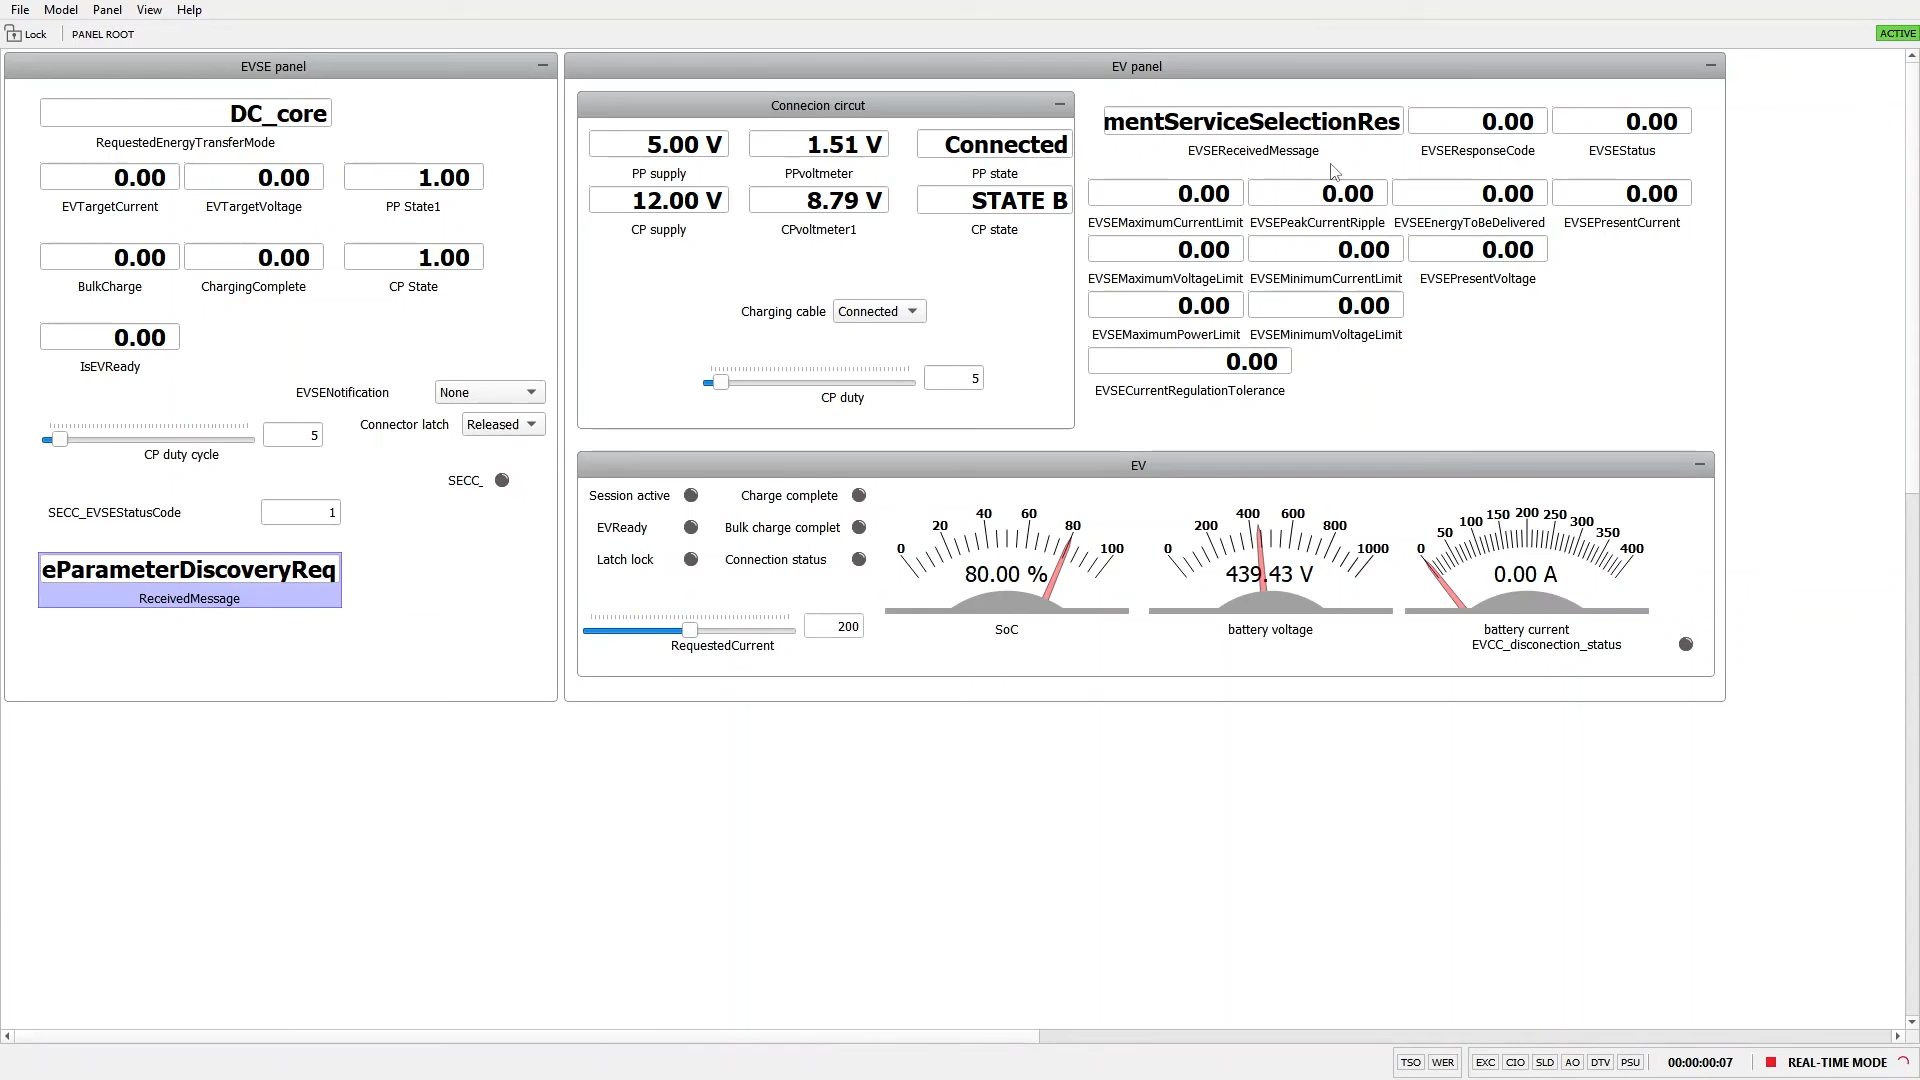 File Model Panel View Help
Lock PANEL ROOT ACTIVE
EVSE panel
DC_core
RequestedEnergyTransferMode
0.00 0.00 1.00
EVTargetCurrent EVTargetVoltage PP State1
0.00 0.00 1.00
BulkCharge ChargingComplete CP State
0.00
IsEVReady
EVSENotification None
Connector latch Released
5
CP duty cycle
SECC_
SECC_EVSEStatusCode 1
eParameterDiscoveryReq
ReceivedMessage
EV panel
Connecion circut
5.00 V 1.51 V Connected
PP supply PPvoltmeter PP state
12.00 V 8.79 V STATE B
CP supply CPvoltmeter1 CP state
Charging cable Connected
5
CP duty
mentServiceSelectionRes 0.00 0.00
EVSEReceivedMessage EVSEResponseCode EVSEStatus
0.00 0.00 0.00 0.00
EVSEMaximumCurrentLimit EVSEPeakCurrentRipple EVSEEnergyToBeDelivered EVSEPresentCurrent
0.00 0.00 0.00
EVSEMaximumVoltageLimit EVSEMinimumCurrentLimit EVSEPresentVoltage
0.00 0.00
EVSEMaximumPowerLimit EVSEMinimumVoltageLimit
0.00
EVSECurrentRegulationTolerance
EV
Session active Charge complete
EVReady Bulk charge complet
Latch lock Connection status
200
RequestedCurrent
0 20 40 60 80 100
80.00 %
SoC
0 200 400 600 800 1000
439.43 V
battery voltage
0 50 100 150 200 250 300 350 400
0.00 A
battery current
EVCC_disconection_status
TSO WER EXC CIO SLD AO DTV PSU 00:00:00:07 REAL-TIME MODE